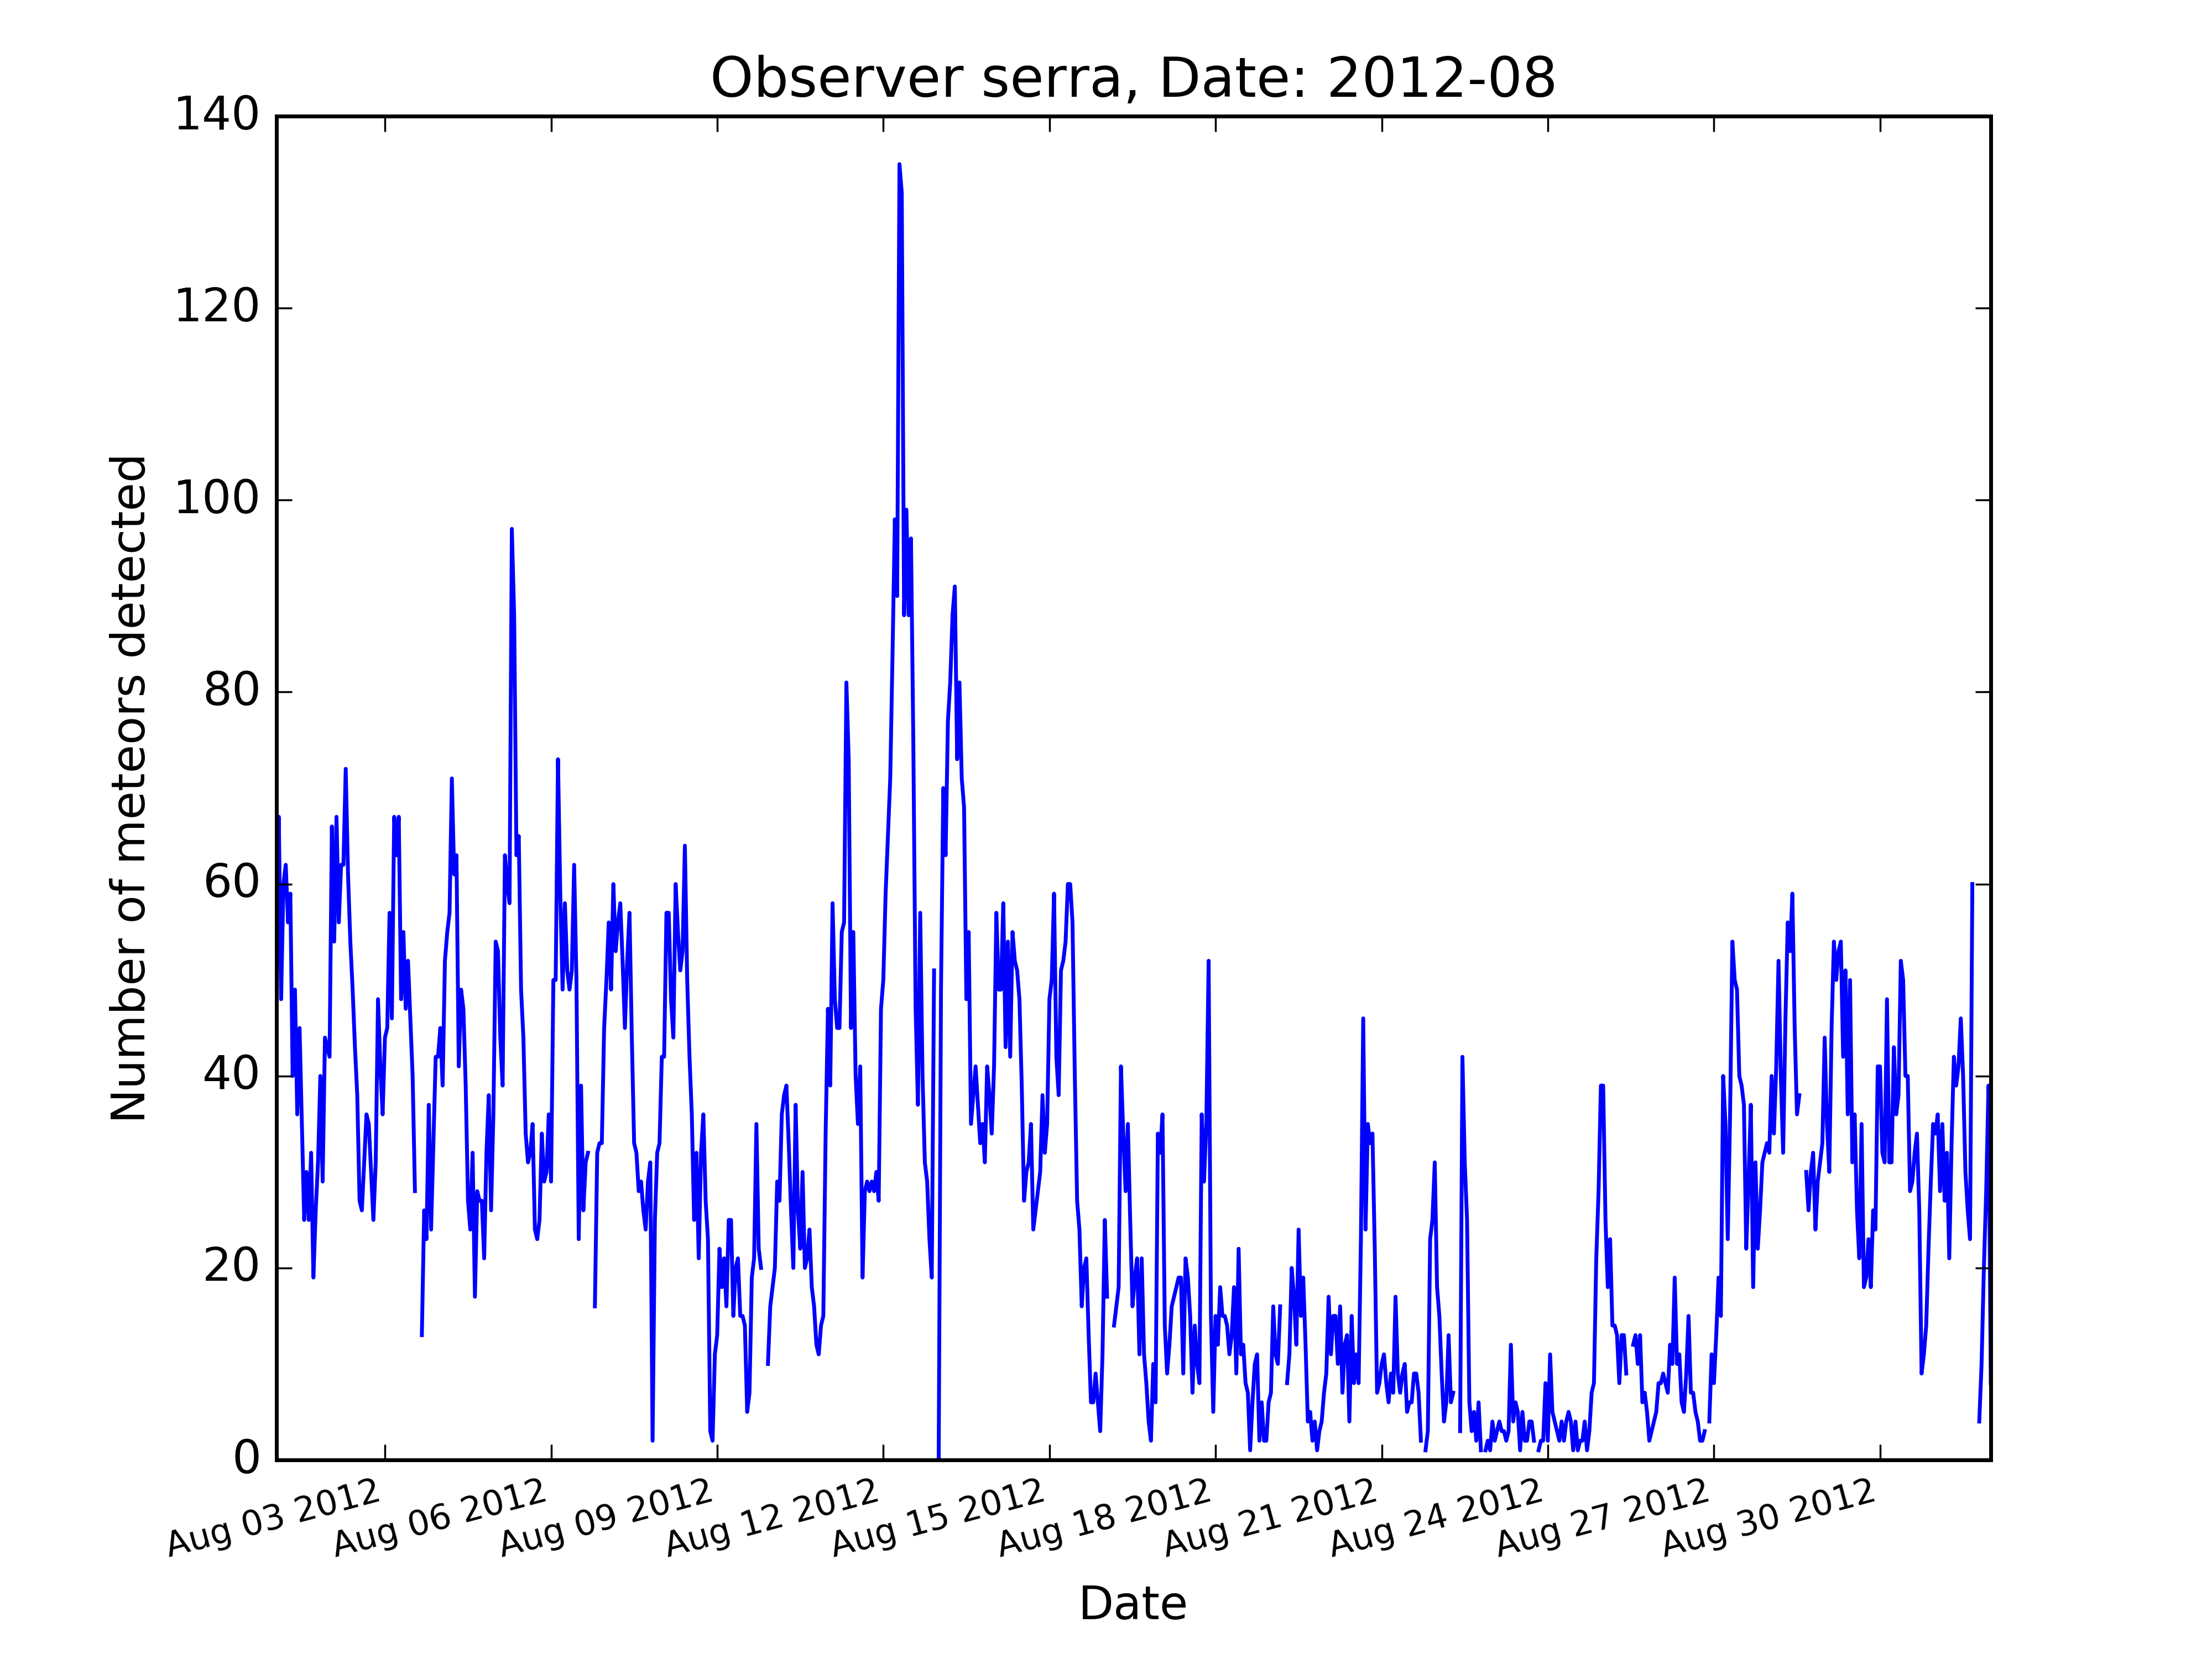 Observer serra, Date: 2012-08
140
120
100
80
60
40
20
0
Number of meteors detected
Aug 03 2012
Aug 06 2012
Aug 09 2012
Aug 12 2012
Aug 15 2012
Aug 18 2012
Aug 21 2012
Aug 24 2012
Aug 27 2012
Aug 30 2012
Date